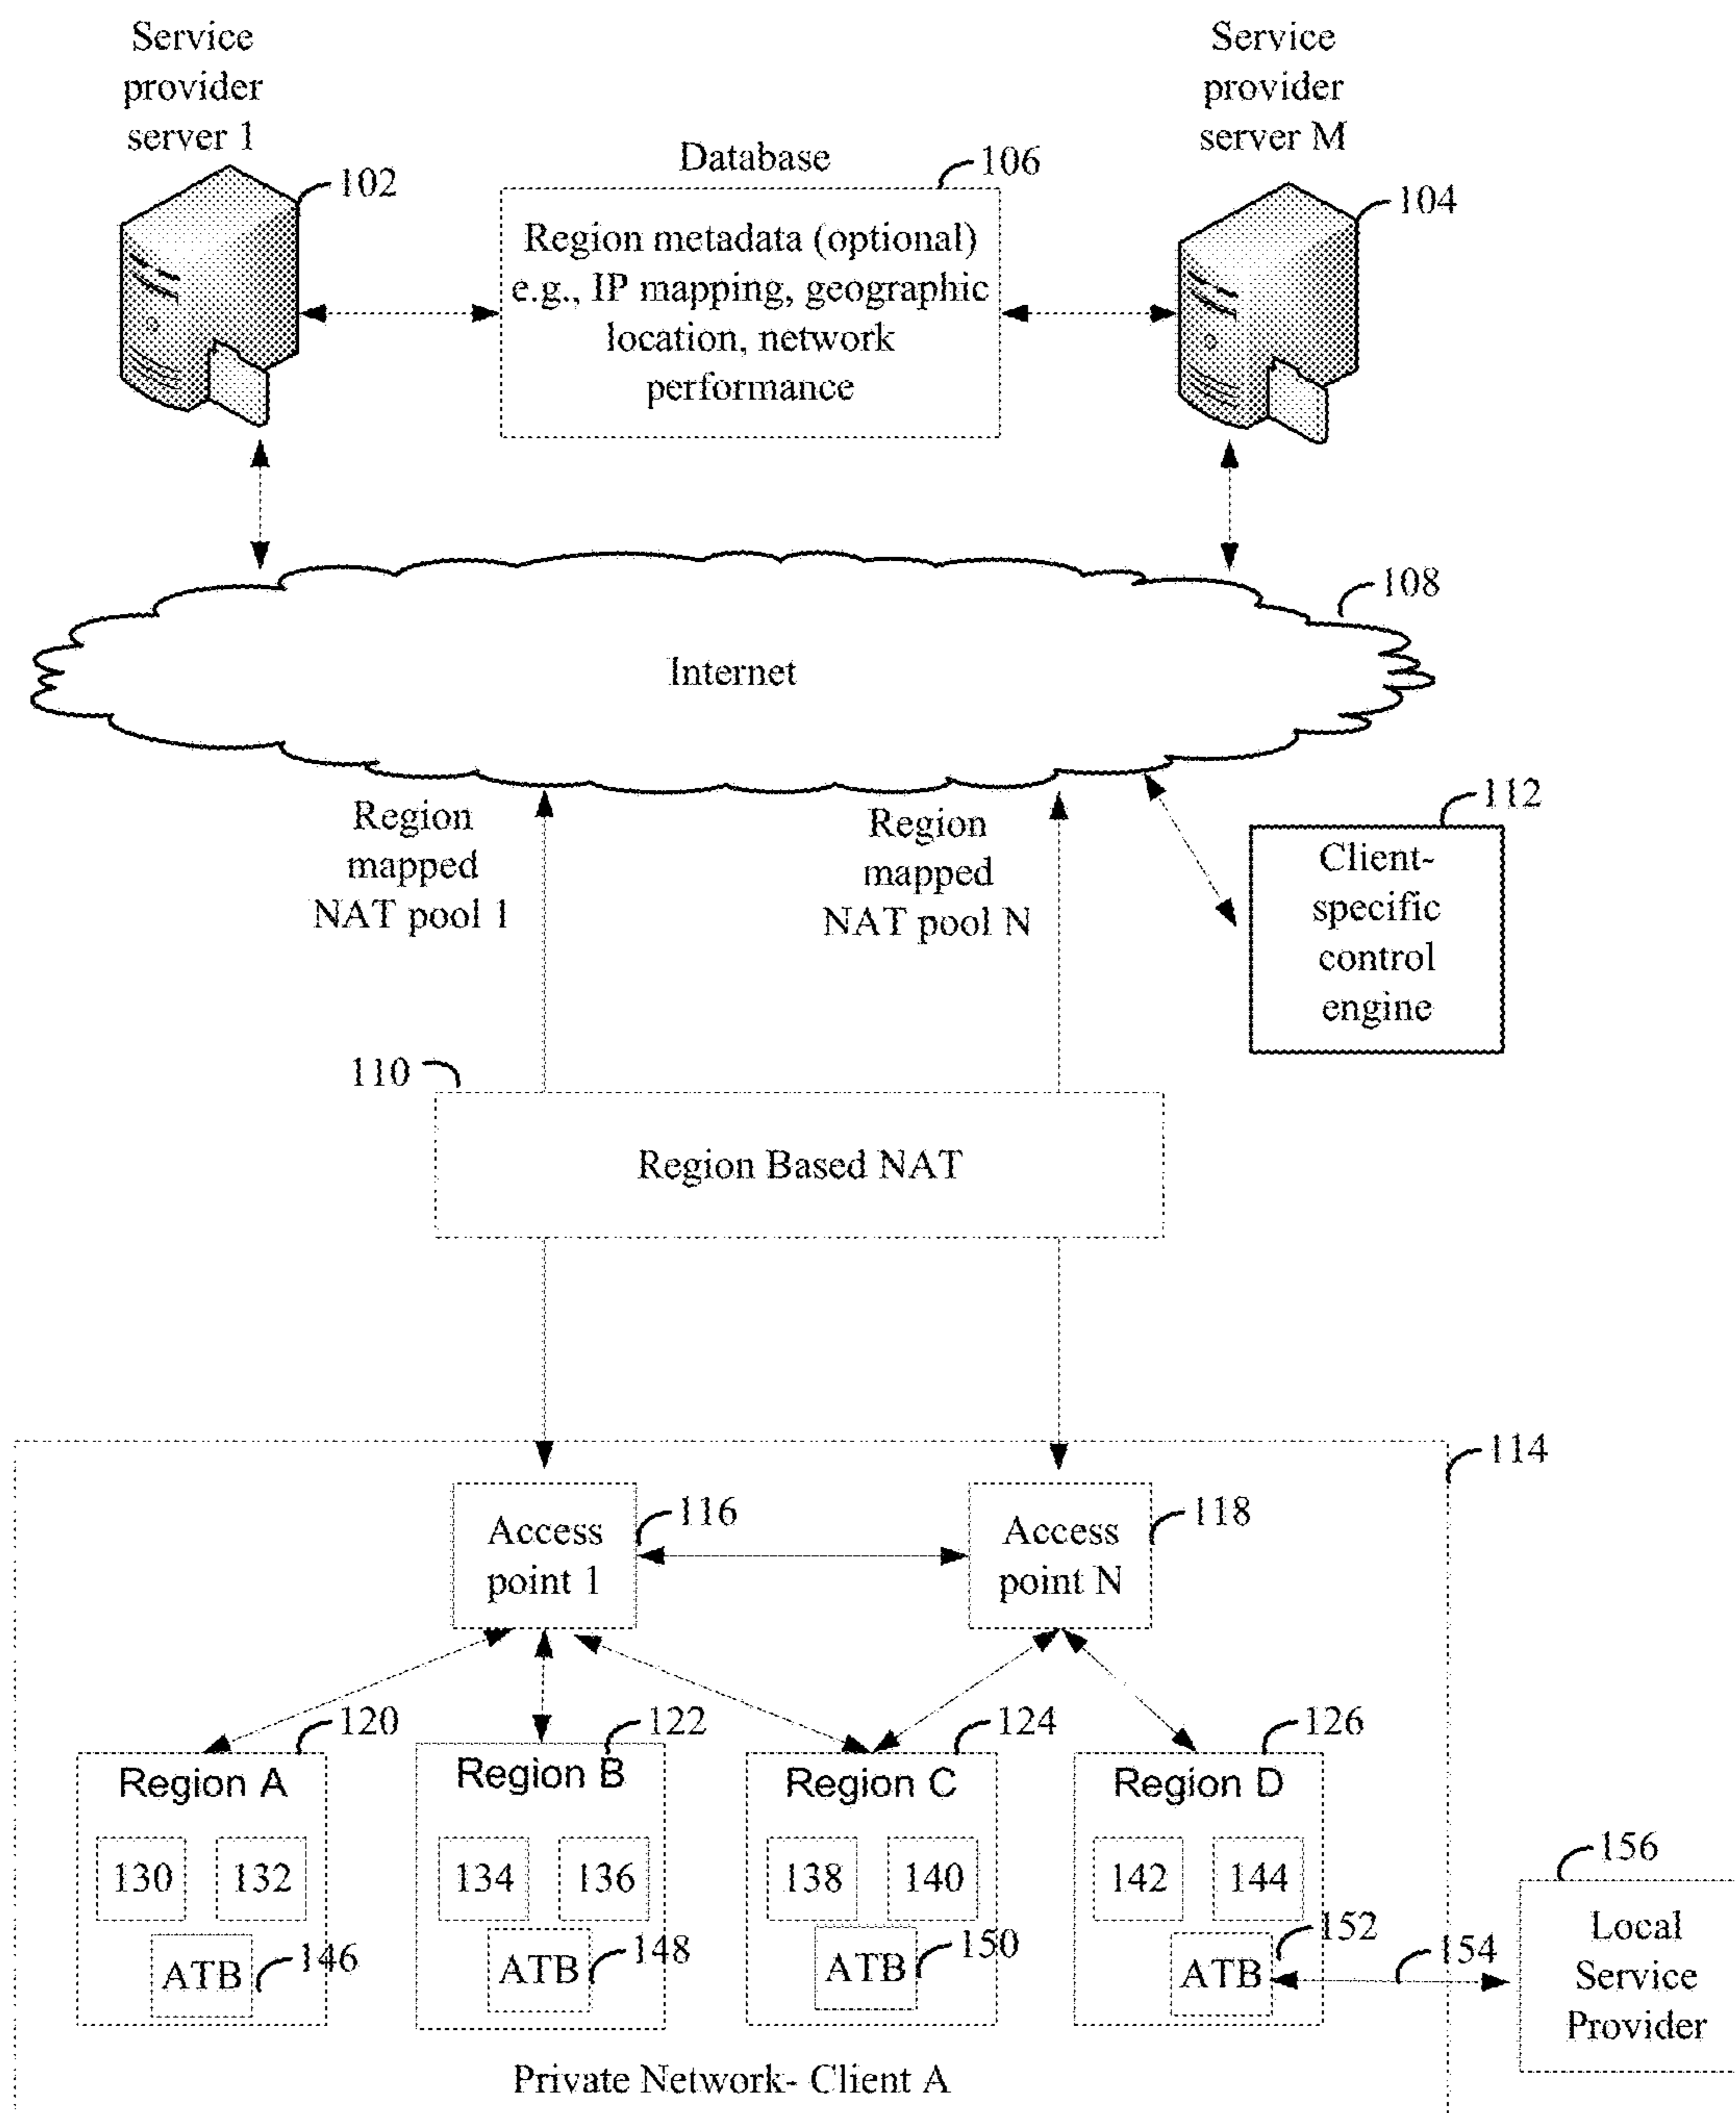 Service
provider
server 1
Service
provider
server M
Database
106
102
104
Region metadata (optional)
e.g., IP mapping, geographic
location, network
performance
108
Internet
Region
mapped
NAT pool 1
Region
mapped
NAT pool N
112
Client-
specific
control
engine
110
Region Based NAT
114
Access
point 1
116
Access
point N
118
120
122
124
126
Region A
Region B
Region C
Region D
130
132
134
136
138
140
142
144
ATB
146
ATB
148
ATB
150
ATB
152
154
156
Local
Service
Provider
Private Network- Client A